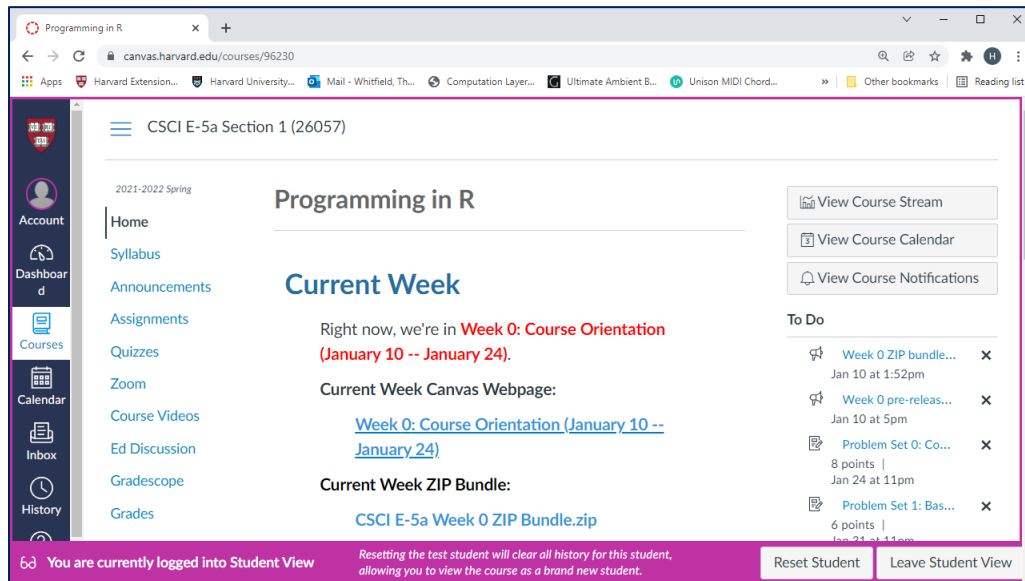 Programming in R
canvas.harvard.edu/courses/96230
H
Apps
Harvard Extension...
Harvard University...
Mail - Whitfield, Th...
Computation Layer...
Ultimate Ambient B...
Unison MIDI Chord...
»
Other bookmarks
Reading list
CSCI E-5a Section 1 (26057)
Account
Dashboar
d
Courses
Calendar
Inbox
History
2021-2022 Spring
Home
Syllabus
Announcements
Assignments
Quizzes
Zoom
Course Videos
Ed Discussion
Gradescope
Grades
Programming in R
Current Week
Right now, we're in Week 0: Course Orientation
(January 10 -- January 24).
Current Week Canvas Webpage:
Week 0: Course Orientation (January 10 --
January 24)
Current Week ZIP Bundle:
CSCI E-5a Week 0 ZIP Bundle.zip
View Course Stream
3
View Course Calendar
View Course Notifications
To Do
Week 0 ZIP bundle...
Jan 10 at 1:52pm
Week 0 pre-releas...
Jan 10 at 5pm
Problem Set 0: Co...
8 points |
Jan 24 at 11pm
Problem Set 1: Bas...
6 points |
Jan 31 at 11pm
You are currently logged into Student View
Resetting the test student will clear all history for this student,
allowing you to view the course as a brand new student.
Reset Student
Leave Student View